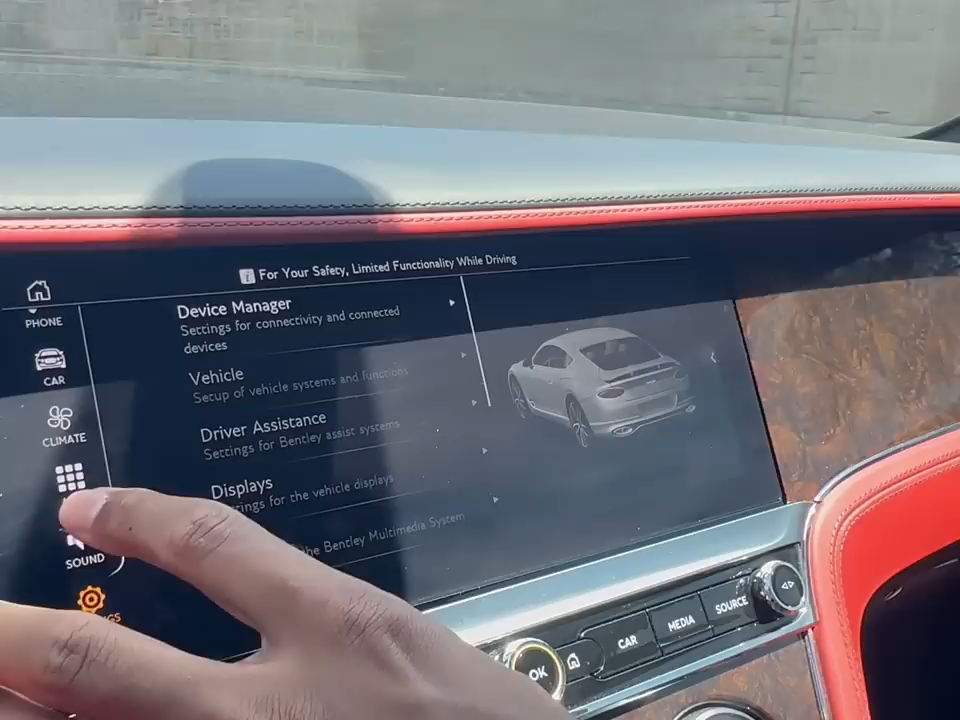 For Your Safety, Limited Functionality While Driving
PHONE
CAR
CLIMATE
SOUND
Device Manager
Settings for connectivity and connected
devices
Vehicle
Setup of vehicle systems and functions
Driver Assistance
Settings for Bentley assist systems
Displays
for the vehicle displays
the Bentley Multimedia System
OK
CAR
MEDIA
SOURCE